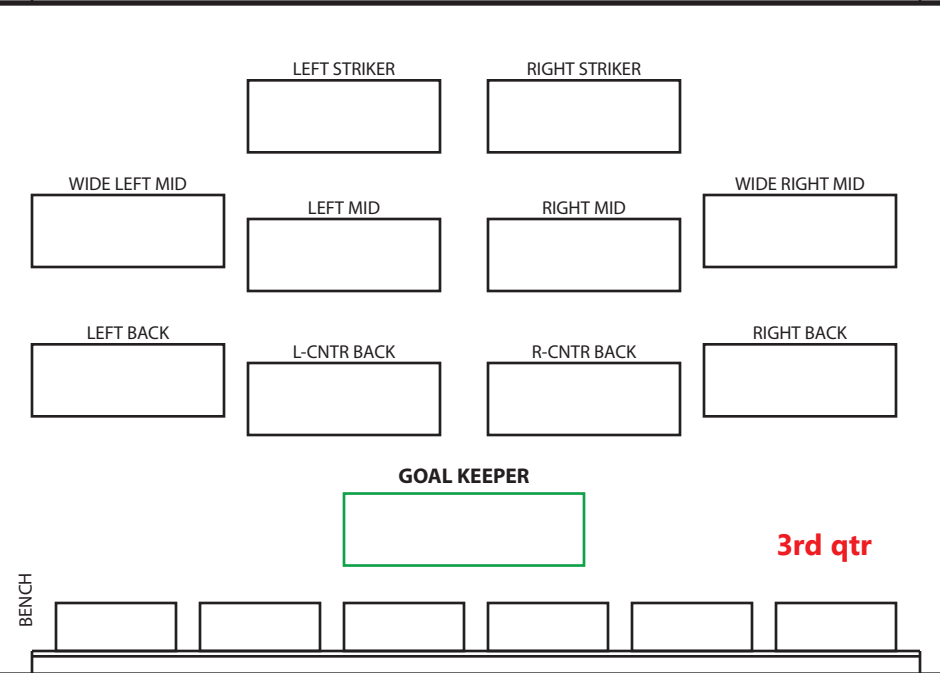 LEFT STRIKER
RIGHT STRIKER
WIDE LEFT MID
WIDE RIGHT MID
LEFT MID
RIGHT MID
LEFT BACK
RIGHT BACK
L-CNTR BACK
R-CNTR BACK
GOAL KEEPER
3rd qtr
BENCH